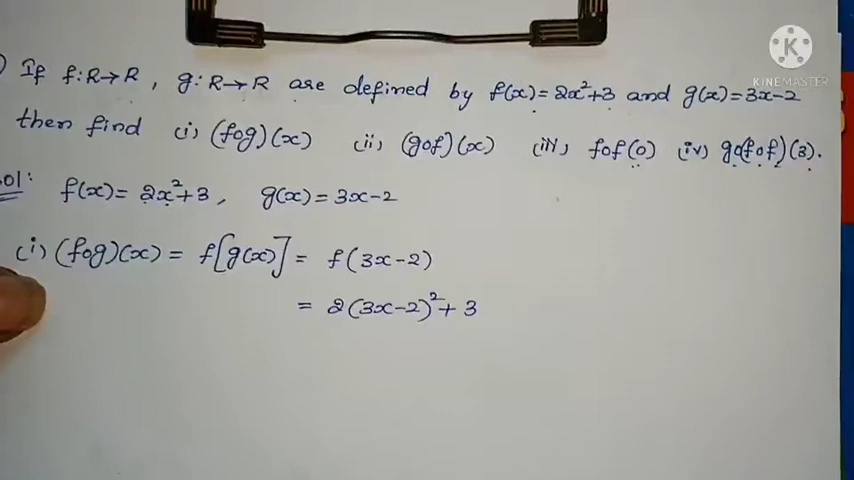 K
KINEMASTER
) If f:R→R , g:R→R are defined by f(x)=2x²+3 and g(x)=3x-2
then find (i) (fog)(x) (ii) (gof)(x) (iii) fof(0) (iv) go(fof)(3).
ol: f(x)= 2x²+3 , g(x)=3x-2
(i) (fog)(x) = f[g(x)] = f(3x-2)
= 2(3x-2)²+3